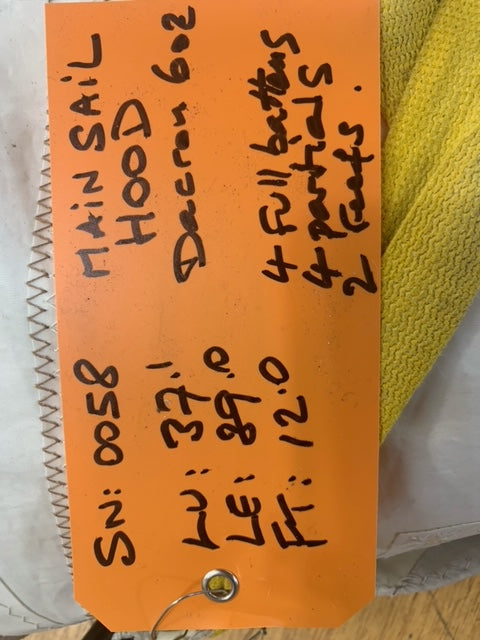 SN: 0058
MAIN SAIL
HOOD
LU: 37.1
Dacron 6oz
LE: 89.0
FT: 12.0
4 Full battens
4 partials
2 reefs.